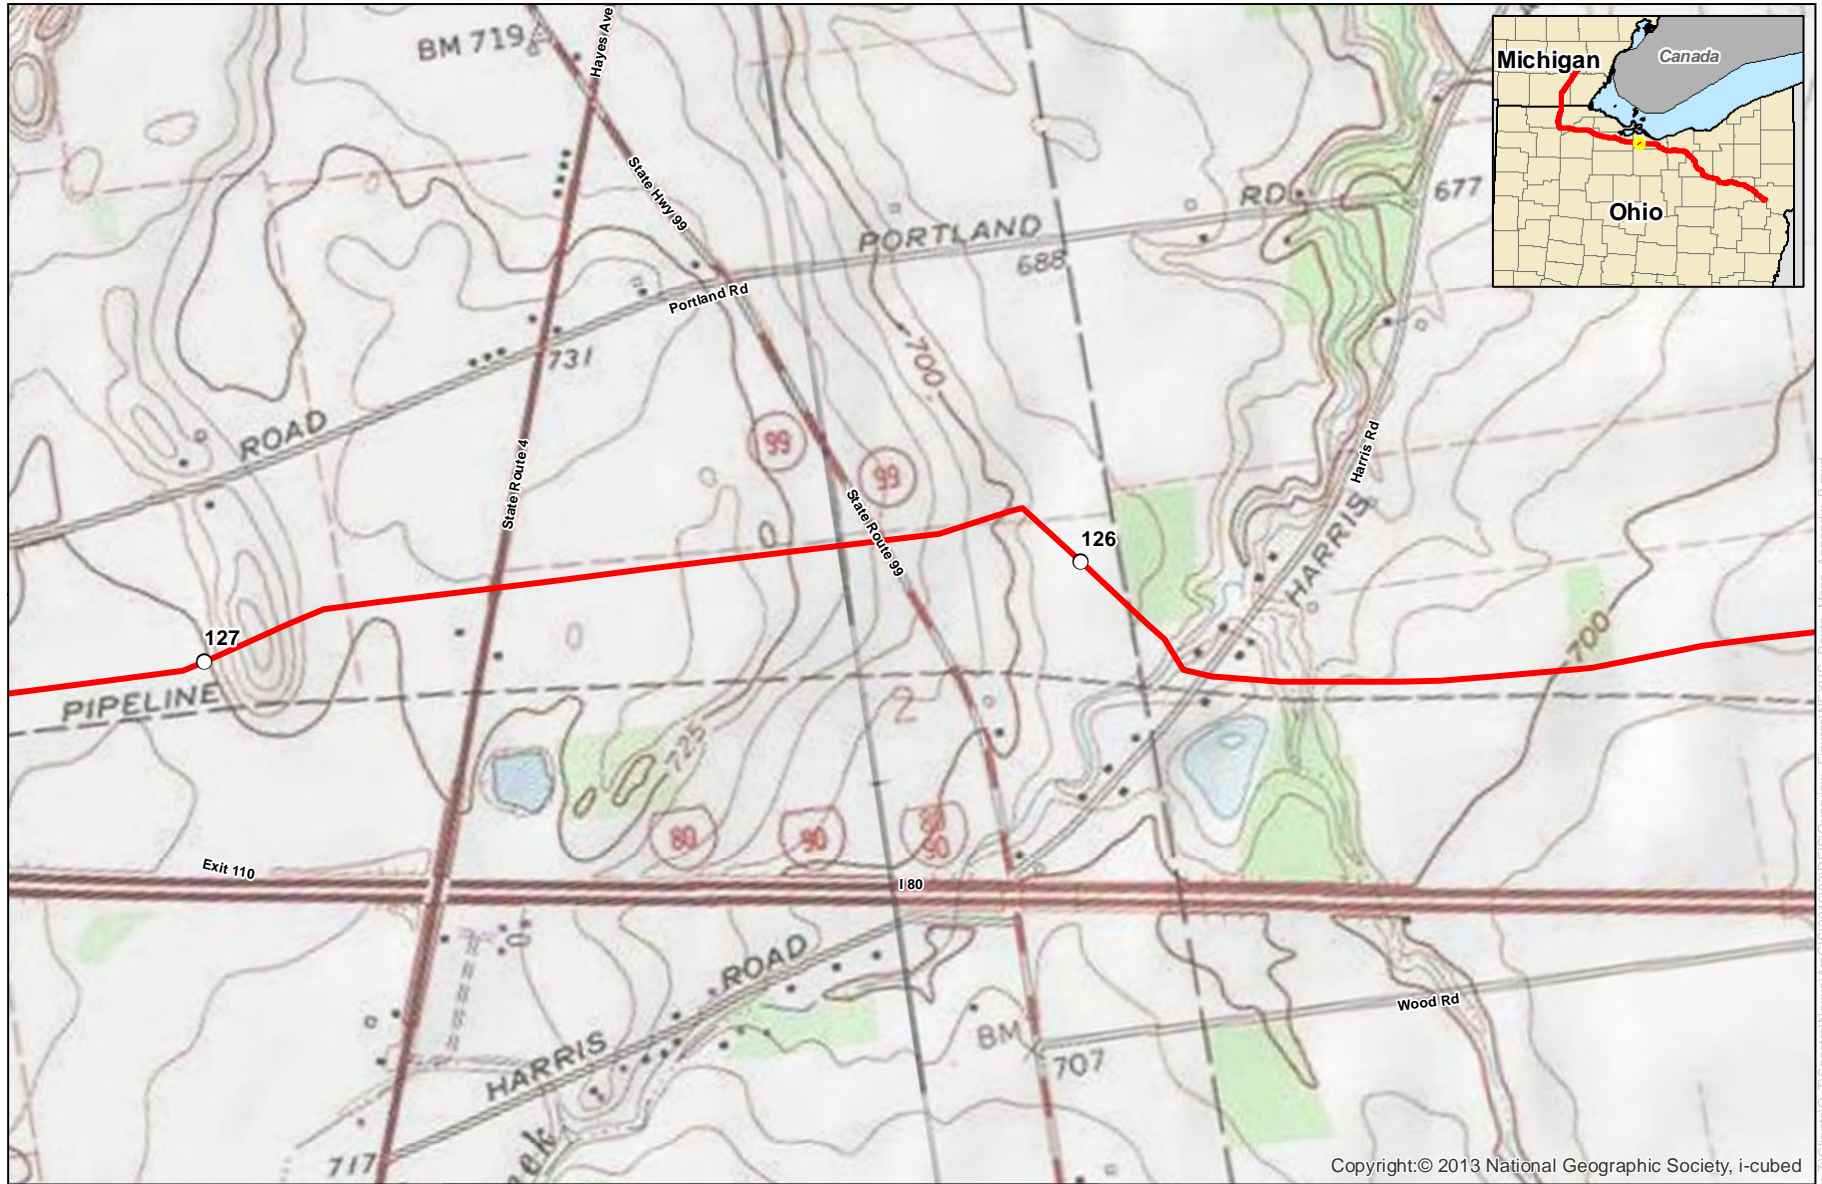 BM 719
Hayes Ave
Michigan
Canada
Ohio
State Hwy 99
RD
677
PORTLAND
688
Portland Rd
731
700
ROAD
State Route 4
99
99
State Route 99
Harris Rd
HARRIS
126
127
PIPELINE
700
2
725
80
90
80
90
Exit 110
I 80
ROAD
HARRIS
BM
707
Wood Rd
717
eek
Copyright:© 2013 National Geographic Society, i-cubed